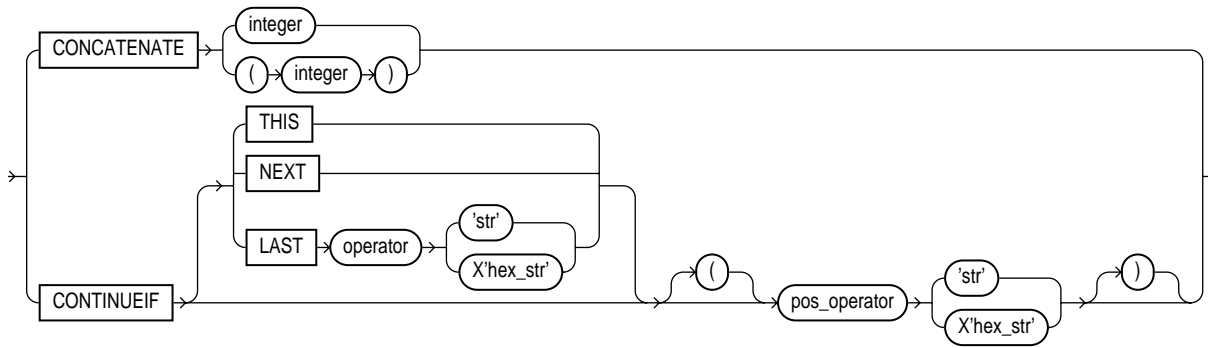 CONCATENATE
integer
( integer )
THIS
NEXT
LAST operator 'str'
X'hex_str'
CONTINUEIF ( pos_operator 'str' )
X'hex_str'